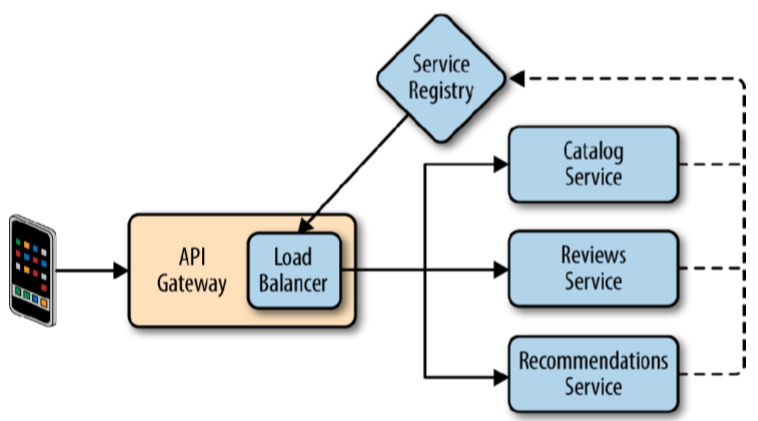 Service
Registry
Catalog
Service
API
Gateway
Load
Balancer
Reviews
Service
Recommendations
Service